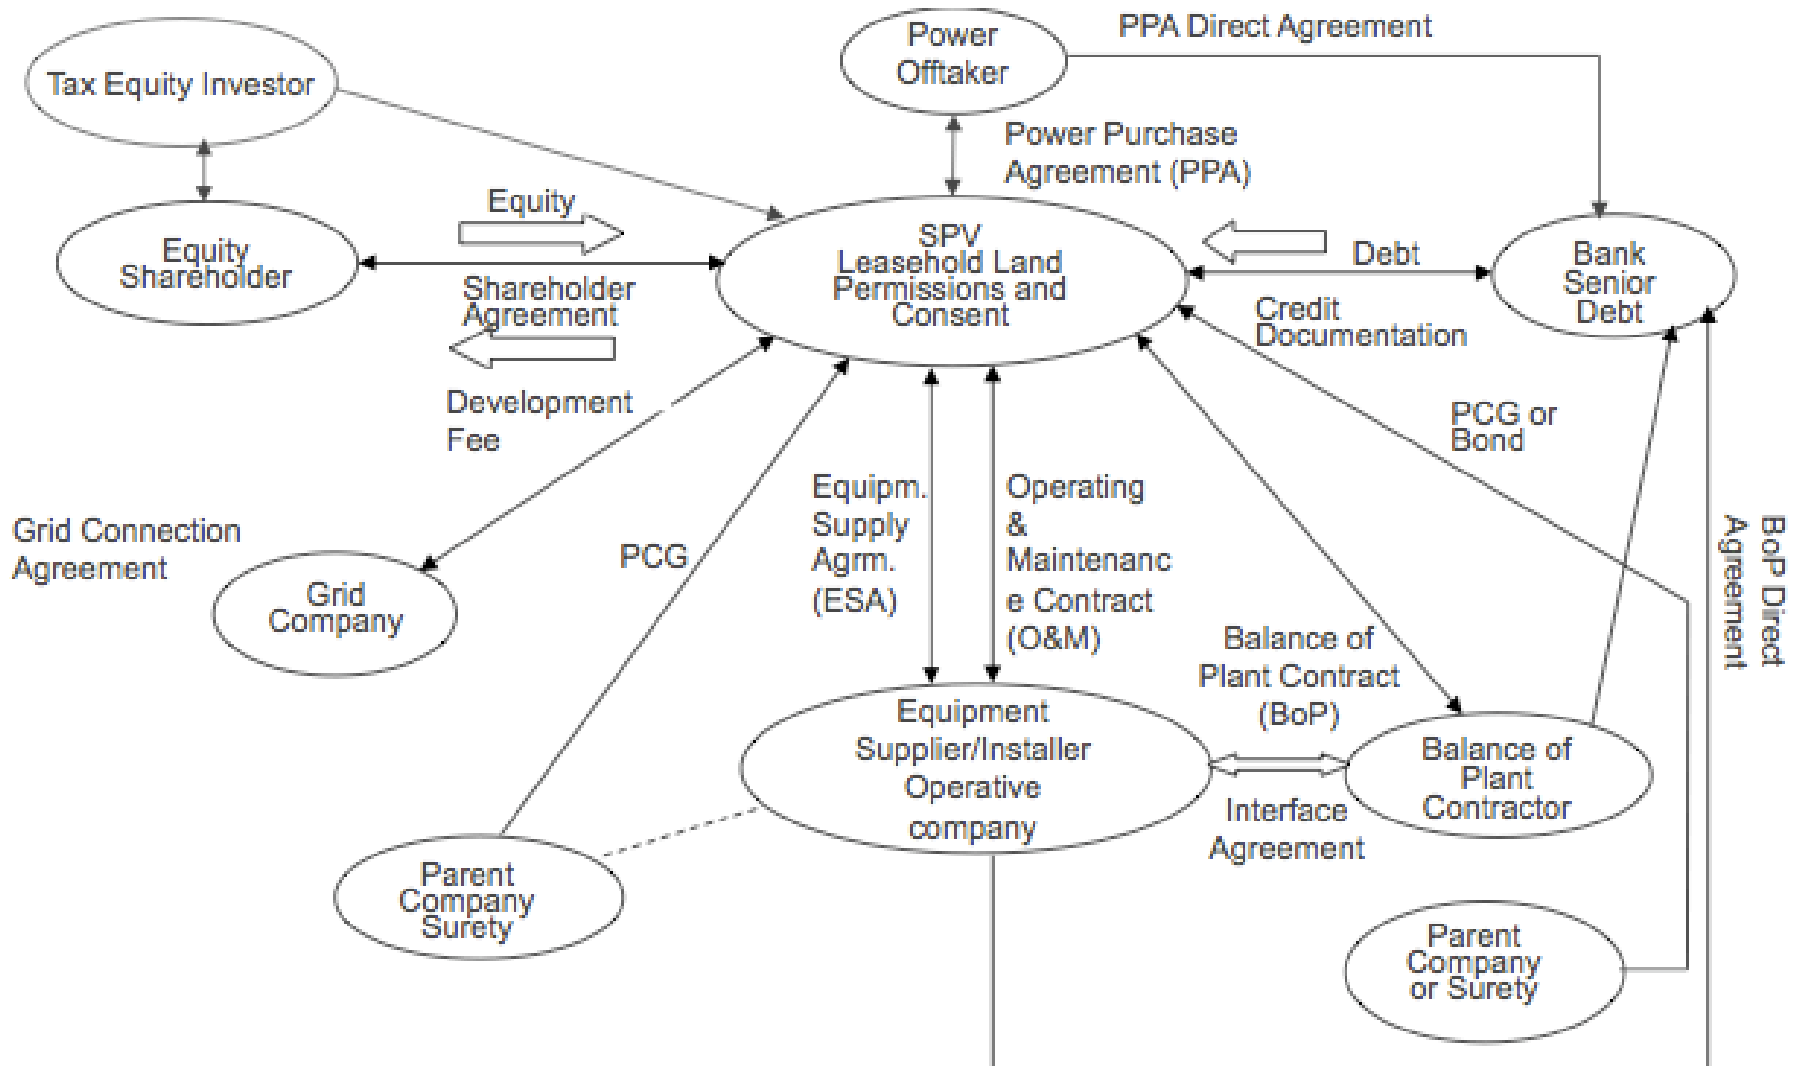 Power
Offtaker
PPA Direct Agreement
Tax Equity Investor
Power Purchase
Agreement (PPA)
Equity
Equity
Shareholder
Shareholder
Agreement
SPV
Leasehold Land
Permissions and
Consent
Debt
Bank
Senior
Debt
Credit
Documentation
Development
Fee
PCG or
Bond
Grid Connection
Agreement
Grid
Company
PCG
Equipm.
Supply
Agrm.
(ESA)
Operating
&
Maintenanc
e Contract
(O&M)
BoP Direct
Agreement
Balance of
Plant Contract
(BoP)
Equipment
Supplier/Installer
Operative
company
Balance of
Plant
Contractor
Interface
Agreement
Parent
Company
Surety
Parent
Company
or Surety